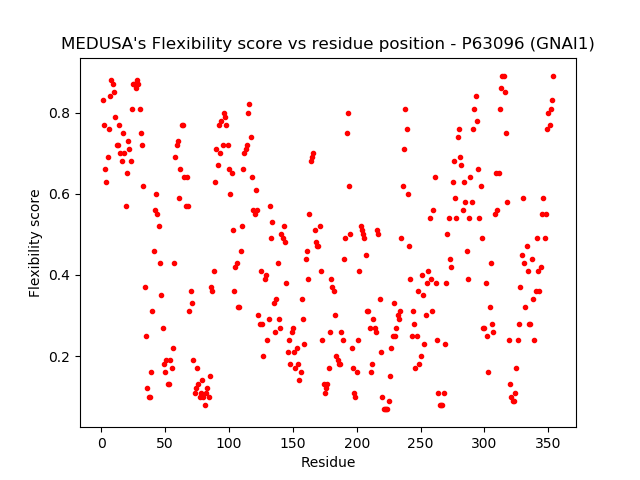 MEDUSA's Flexibility score vs residue position - P63096 (GNAI1)
Flexibility score
0.8
0.6
0.4
0.2
0 50 100 150 200 250 300 350
Residue